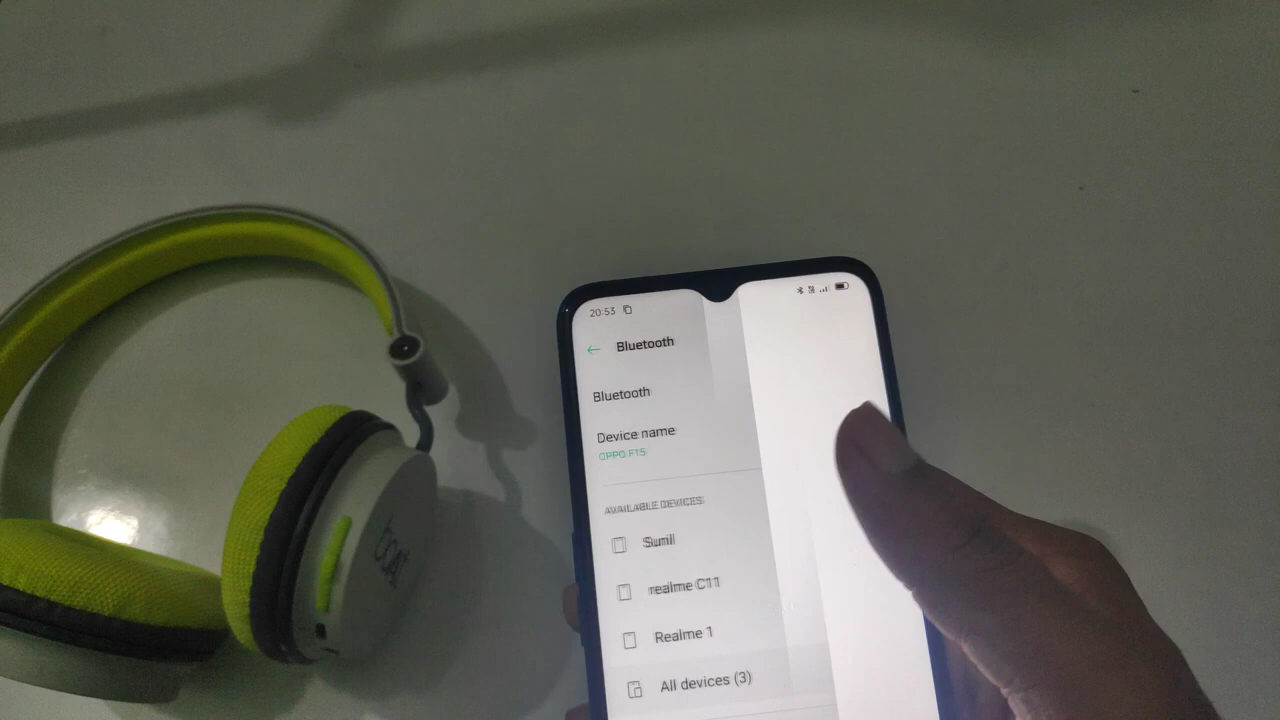 20:53
Bluetooth
Bluetooth
Device name
OPPO F15
AVAILABLE DEVICES
Sunil
realme C11
Realme 1
All devices (3)
boAt